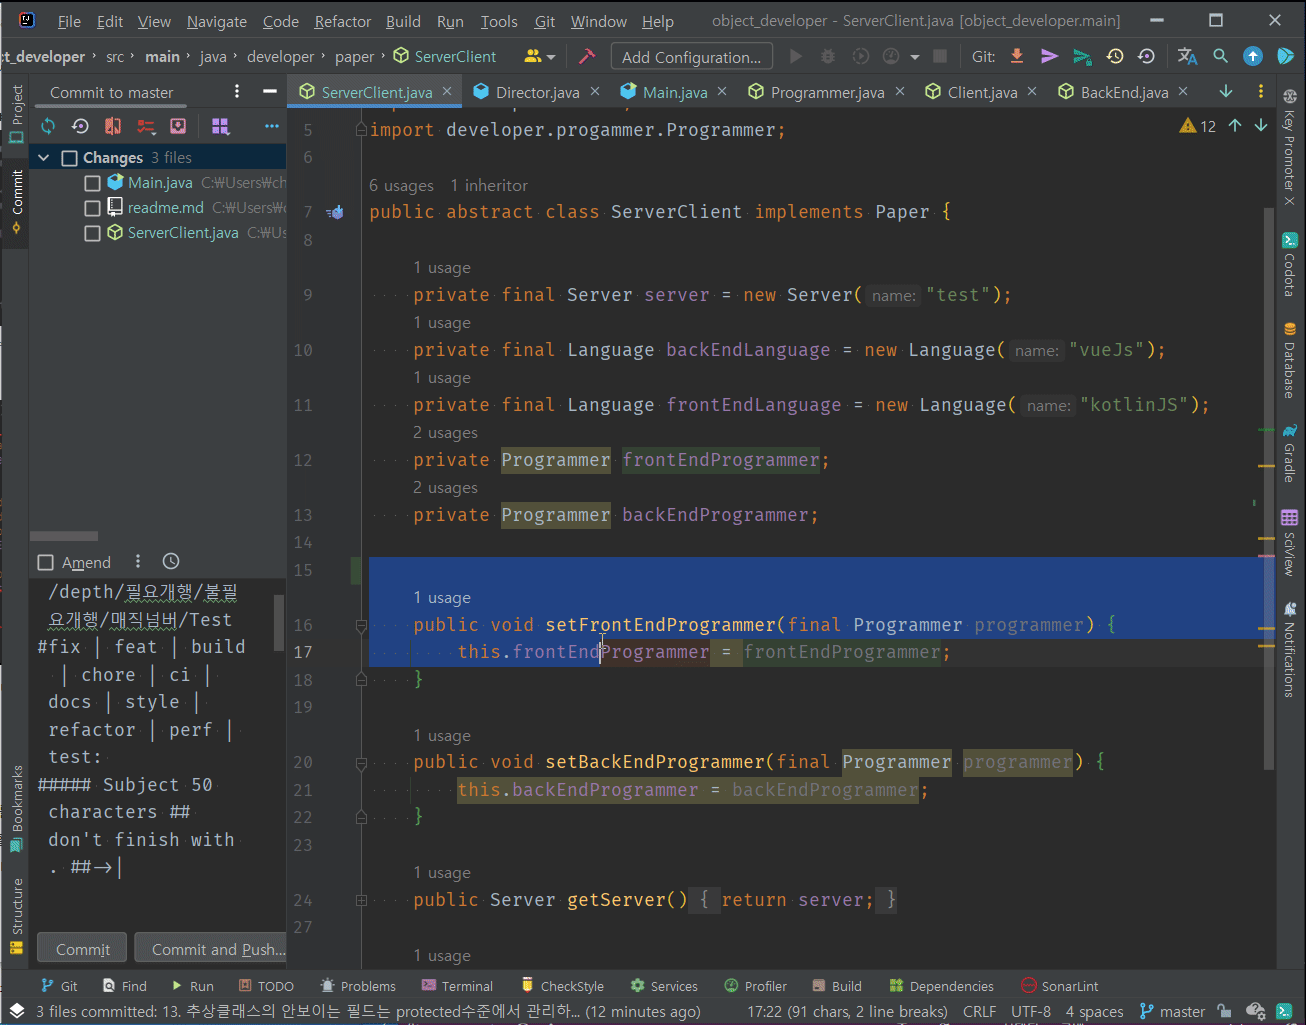 File Edit View Navigate Code Refactor Build Run Tools Git Window Help object_developer - ServerClient.java [object_developer.main]
ct_developer src main java developer paper ServerClient Add Configuration... Git:
Project
Commit to master
ServerClient.java Director.java Main.java Programmer.java Client.java BackEnd.java
Changes 3 files
Main.java C:₩Users₩ch
readme.md C:₩Users₩c
ServerClient.java C:₩Us
Commit
Amend
/depth/필요개행/불필
요개행/매직넘버/Test
#fix | feat | build
| chore | ci |
docs | style |
refactor | perf |
test:
##### Subject 50
characters ##
don't finish with
. ##->
Commit Commit and Push...
Bookmarks
Structure
12
5 import developer.progammer.Programmer;
6
6 usages 1 inheritor
7 public abstract class ServerClient implements Paper {
8
1 usage
9 private final Server server = new Server( name: "test");
1 usage
10 private final Language backEndLanguage = new Language( name: "vueJs");
1 usage
11 private final Language frontEndLanguage = new Language( name: "kotlinJS");
2 usages
12 private Programmer frontEndProgrammer;
2 usages
13 private Programmer backEndProgrammer;
14
15
1 usage
16 public void setFrontEndProgrammer(final Programmer programmer) {
17 this.frontEndProgrammer = frontEndProgrammer;
18 }
19
1 usage
20 public void setBackEndProgrammer(final Programmer programmer) {
21 this.backEndProgrammer = backEndProgrammer;
22 }
23
1 usage
24 public Server getServer() { return server; }
27
1 usage
Key Promoter X
Codota
Database
Gradle
SciView
Notifications
Git Find Run TODO Problems Terminal CheckStyle Services Profiler Build Dependencies SonarLint
3 files committed: 13. 추상클래스의 안보이는 필드는 protected수준에서 관리하... (12 minutes ago) 17:22 (91 chars, 2 line breaks) CRLF UTF-8 4 spaces master